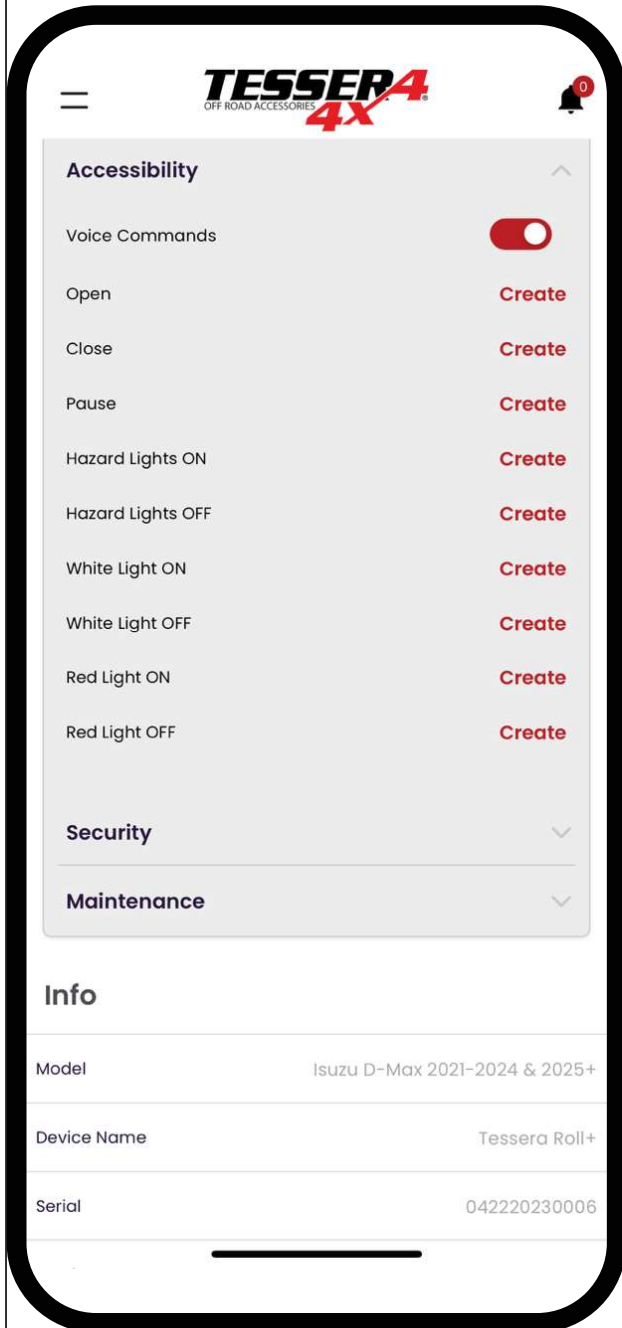 0
TESSER4
OFF ROAD ACCESSORIES 4X
Accessibility
Voice Commands
Open Create
Close Create
Pause Create
Hazard Lights ON Create
Hazard Lights OFF Create
White Light ON Create
White Light OFF Create
Red Light ON Create
Red Light OFF Create
Security
Maintenance
Info
Model Isuzu D-Max 2021-2024 & 2025+
Device Name Tessera Roll+
Serial 042220230006